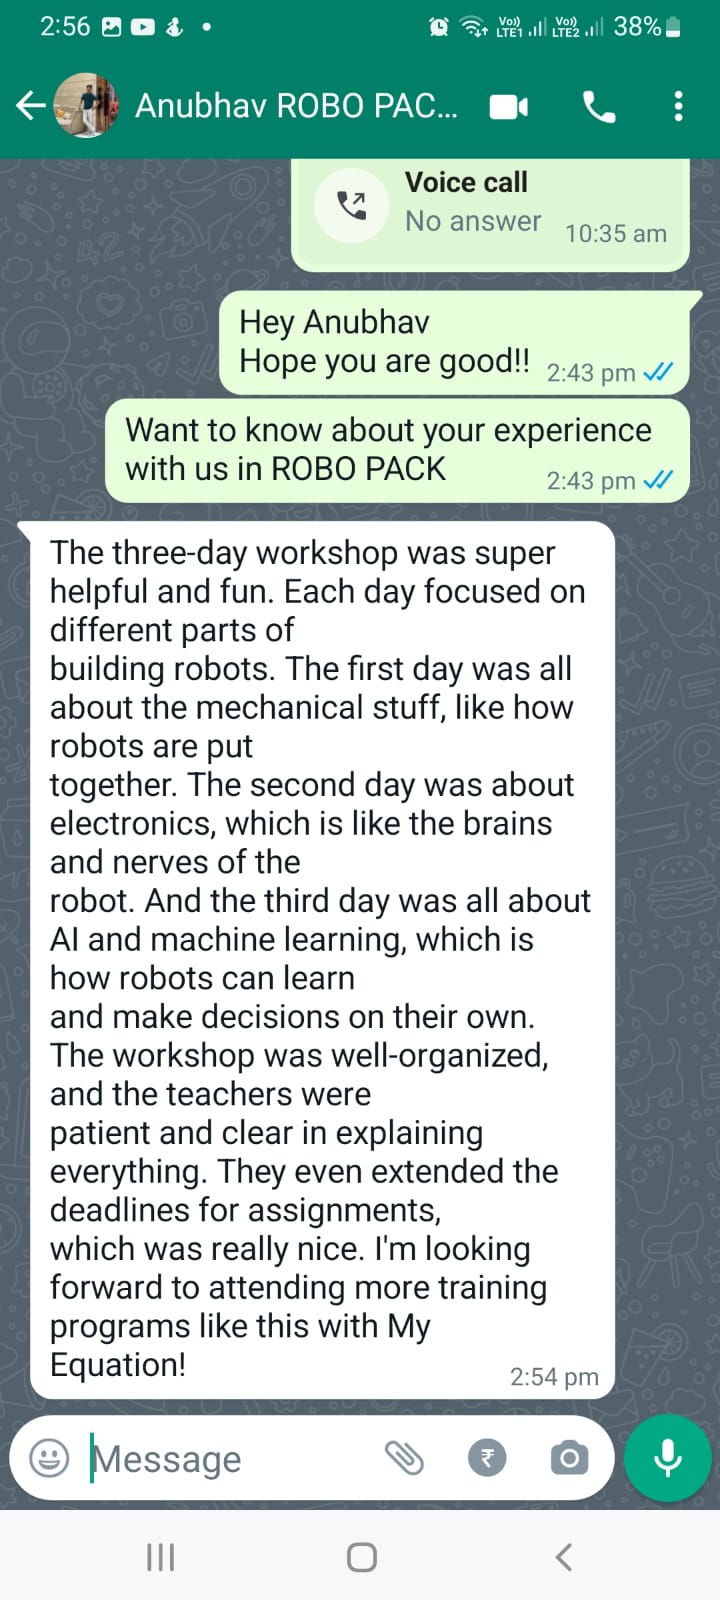 2:56
Vo)) LTE1 Vo)) LTE2 38%
Anubhav ROBO PAC...
Voice call
No answer 10:35 am
Hey Anubhav
Hope you are good!! 2:43 pm
Want to know about your experience
with us in ROBO PACK 2:43 pm
The three-day workshop was super
helpful and fun. Each day focused on
different parts of
building robots. The first day was all
about the mechanical stuff, like how
robots are put
together. The second day was about
electronics, which is like the brains
and nerves of the
robot. And the third day was all about
AI and machine learning, which is
how robots can learn
and make decisions on their own.
The workshop was well-organized,
and the teachers were
patient and clear in explaining
everything. They even extended the
deadlines for assignments,
which was really nice. I'm looking
forward to attending more training
programs like this with My
Equation!
2:54 pm
Message ₹